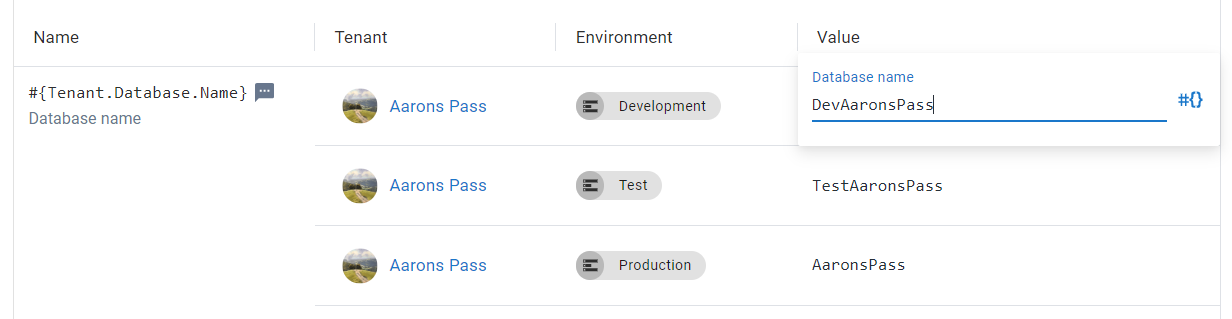 Name Tenant Environment Value
#{Tenant.Database.Name}
Database name
Aarons Pass Development
Database name
DevAaronsPass #{}
Aarons Pass Test TestAaronsPass
Aarons Pass Production AaronsPass